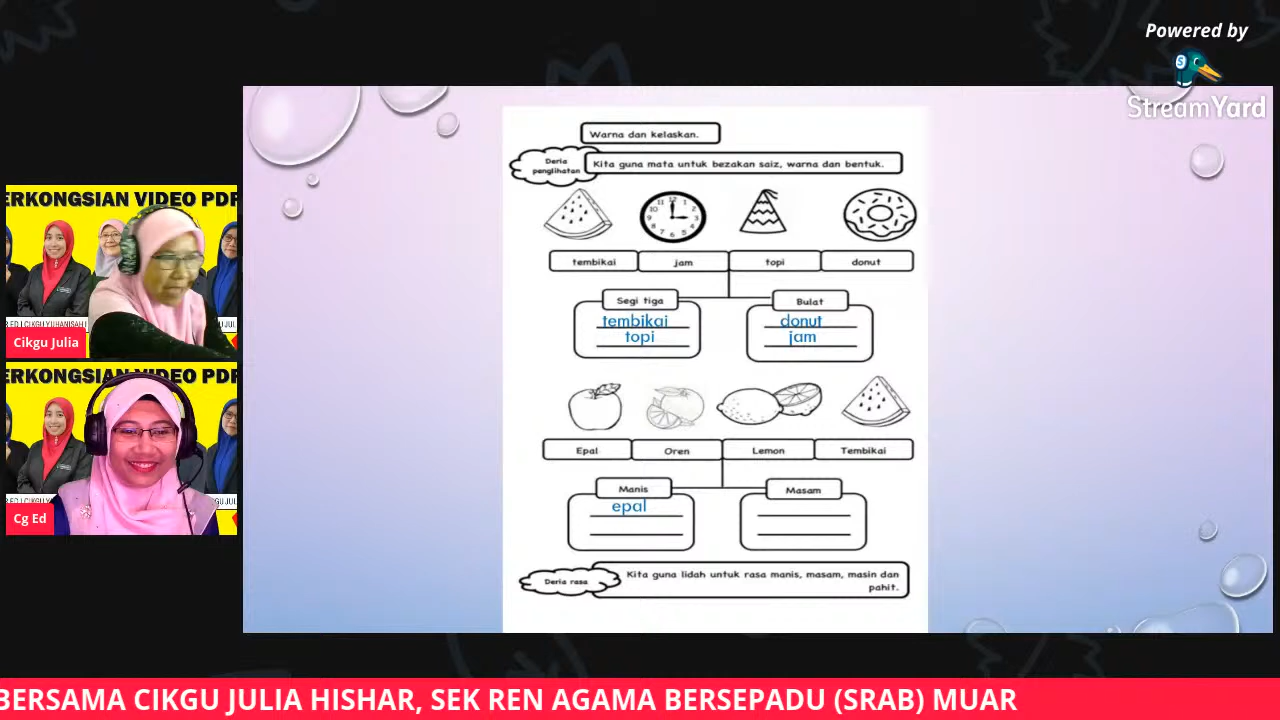 Powered by
StreamYard
Warna dan kelaskan.
Deria
penglihatan
Kita guna mata untuk bezakan saiz, warna dan bentuk.
tembikai
jam
topi
donut
Segi tiga
tembikai
topi
Bulat
donut
jam
Epal
Oren
Lemon
Tembikai
Manis
epal
Masam
Deria rasa
Kita guna lidah untuk rasa manis, masam, masin dan
pahit.
ERKONGSIAN VIDEO PDP
Cikgu Julia
ERKONGSIAN VIDEO PDP
Cg Ed
BERSAMA CIKGU JULIA HISHAR, SEK REN AGAMA BERSEPADU (SRAB) MUAR